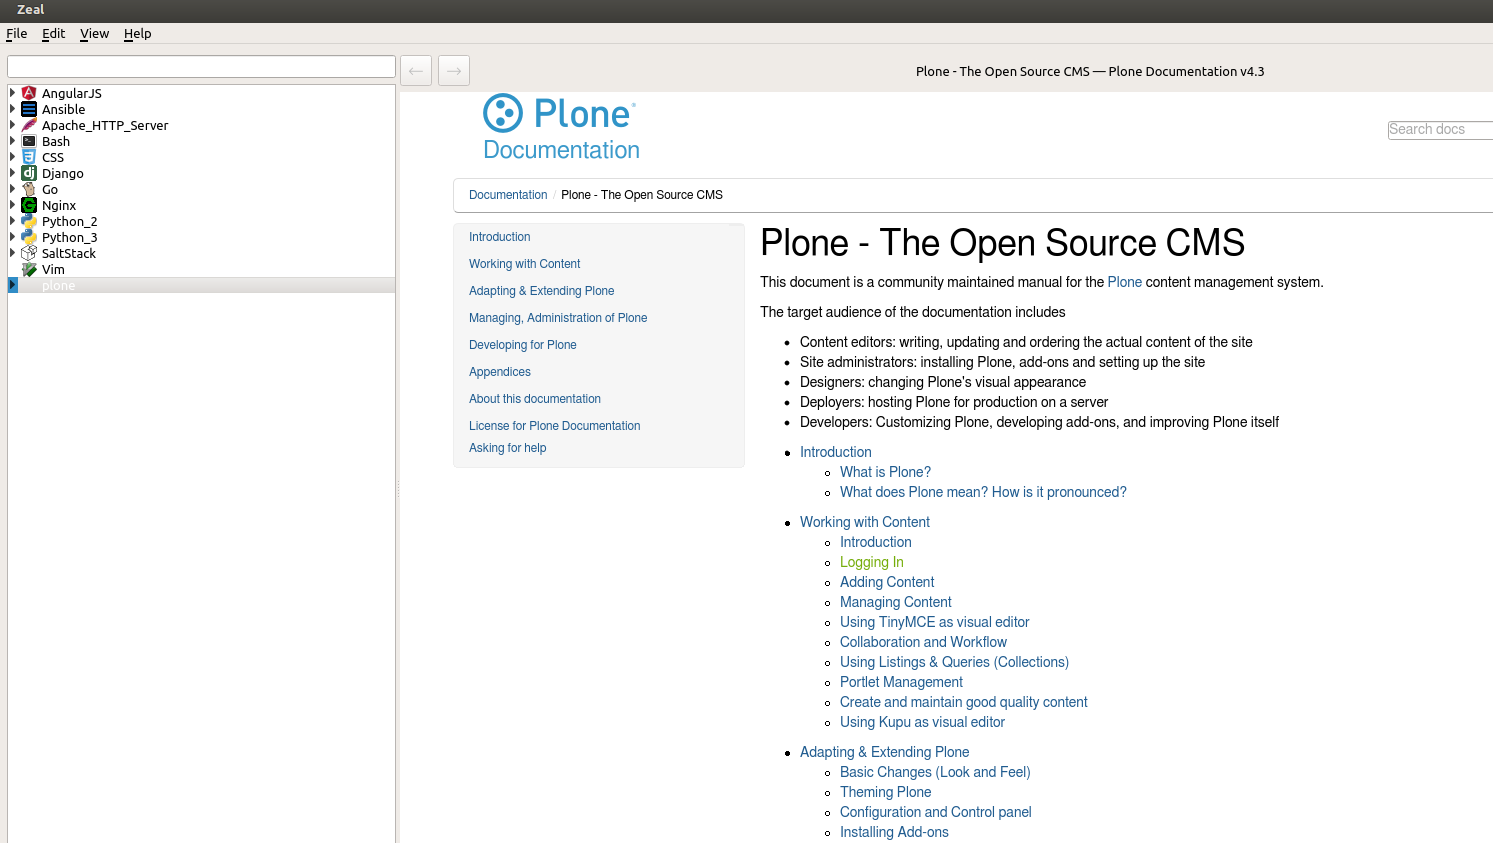 Zeal
File Edit View Help
Plone - The Open Source CMS — Plone Documentation v4.3
AngularJS
Ansible
Apache_HTTP_Server
Bash
CSS
Django
Go
Nginx
Python_2
Python_3
SaltStack
Vim
plone
Plone
Documentation
Search docs
Documentation / Plone - The Open Source CMS
Introduction
Working with Content
Adapting & Extending Plone
Managing, Administration of Plone
Developing for Plone
Appendices
About this documentation
License for Plone Documentation
Asking for help
Plone - The Open Source CMS
This document is a community maintained manual for the Plone content management system.
The target audience of the documentation includes
Content editors: writing, updating and ordering the actual content of the site
Site administrators: installing Plone, add-ons and setting up the site
Designers: changing Plone's visual appearance
Deployers: hosting Plone for production on a server
Developers: Customizing Plone, developing add-ons, and improving Plone itself
Introduction
What is Plone?
What does Plone mean? How is it pronounced?
Working with Content
Introduction
Logging In
Adding Content
Managing Content
Using TinyMCE as visual editor
Collaboration and Workflow
Using Listings & Queries (Collections)
Portlet Management
Create and maintain good quality content
Using Kupu as visual editor
Adapting & Extending Plone
Basic Changes (Look and Feel)
Theming Plone
Configuration and Control panel
Installing Add-ons